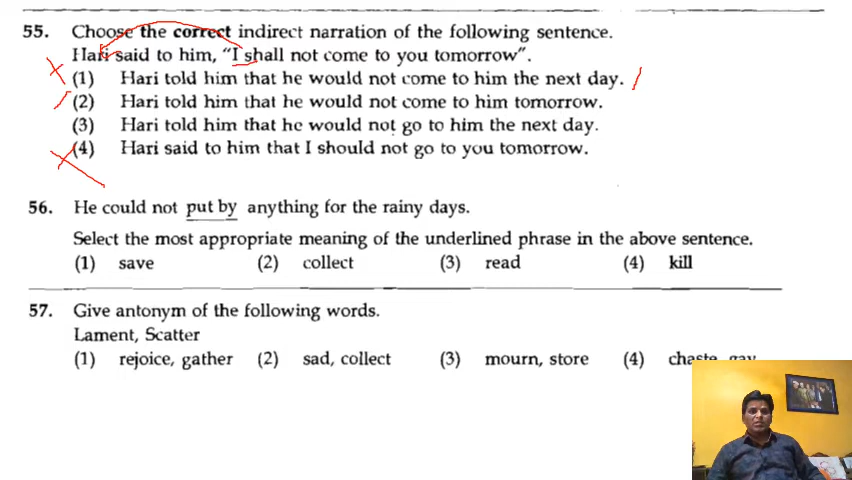 55. Choose the correct indirect narration of the following sentence.
Hari said to him, “I shall not come to you tomorrow”.
(1) Hari told him that he would not come to him the next day.
(2) Hari told him that he would not come to him tomorrow.
(3) Hari told him that he would not go to him the next day.
(4) Hari said to him that I should not go to you tomorrow.
56. He could not put by anything for the rainy days.
Select the most appropriate meaning of the underlined phrase in the above sentence.
(1) save (2) collect (3) read (4) kill
57. Give antonym of the following words.
Lament, Scatter
(1) rejoice, gather (2) sad, collect (3) mourn, store (4) chaste, gay